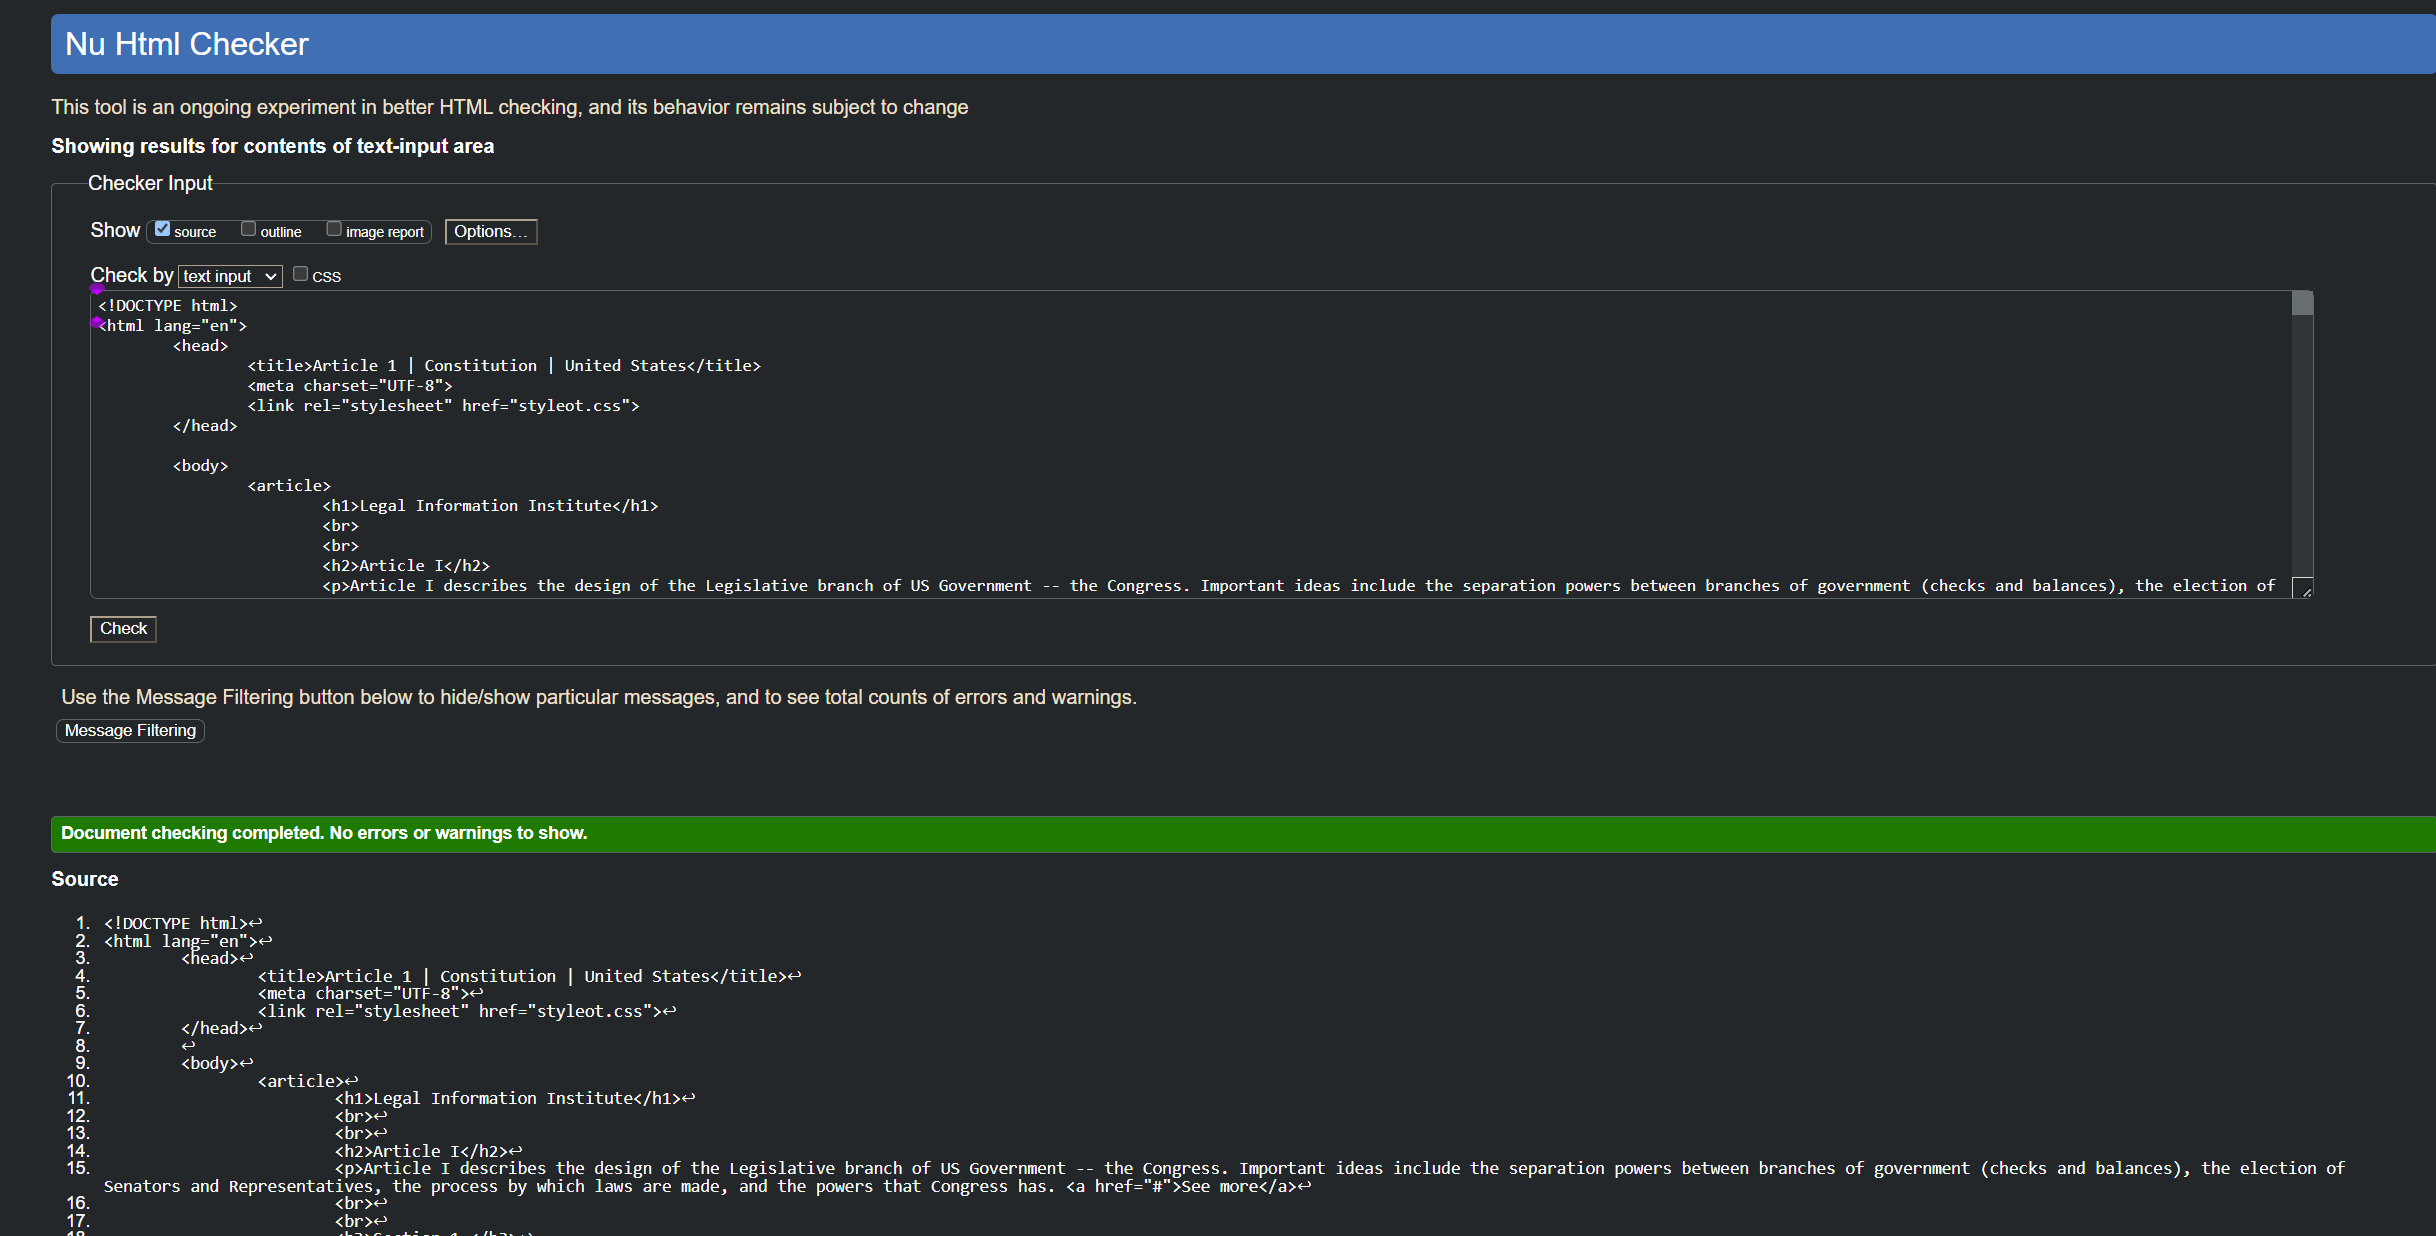 Nu Html Checker
This tool is an ongoing experiment in better HTML checking, and its behavior remains subject to change
Showing results for contents of text-input area
Checker Input
Show source outline image report Options...
Check by text input css
<!DOCTYPE html>
<html lang="en">
<head>
<title>Article 1 | Constitution | United States</title>
<meta charset="UTF-8">
<link rel="stylesheet" href="styleot.css">
</head>
<body>
<article>
<h1>Legal Information Institute</h1>
<br>
<br>
<h2>Article I</h2>
<p>Article I describes the design of the Legislative branch of US Government -- the Congress. Important ideas include the separation powers between branches of government (checks and balances), the election of
Check
Use the Message Filtering button below to hide/show particular messages, and to see total counts of errors and warnings.
Message Filtering
Document checking completed. No errors or warnings to show.
Source
1. <!DOCTYPE html>↩
2. <html lang="en">↩
3. <head>↩
4. <title>Article 1 | Constitution | United States</title>↩
5. <meta charset="UTF-8">↩
6. <link rel="stylesheet" href="styleot.css">↩
7. </head>↩
8. ↩
9. <body>↩
10. <article>↩
11. <h1>Legal Information Institute</h1>↩
12. <br>↩
13. <br>↩
14. <h2>Article I</h2>↩
15. <p>Article I describes the design of the Legislative branch of US Government -- the Congress. Important ideas include the separation powers between branches of government (checks and balances), the election of
Senators and Representatives, the process by which laws are made, and the powers that Congress has. <a href="#">See more</a>↩
16. <br>↩
17. <br>↩